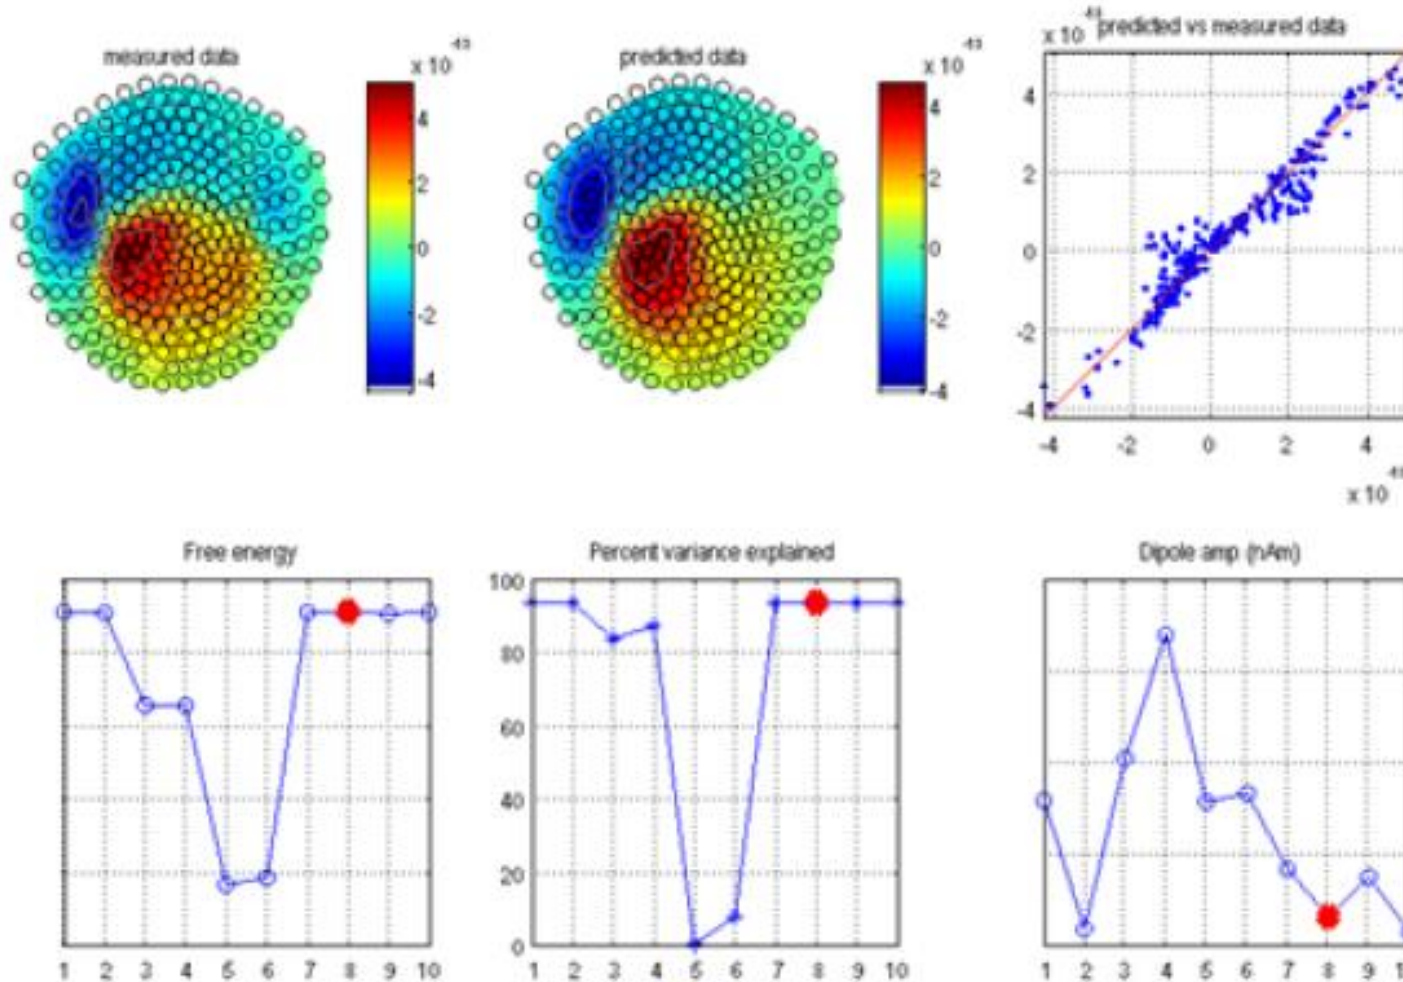 measured data
x 10
4
2
0
-2
-4
predicted data
x 10
4
2
0
-2
-4
predicted vs measured data
x 10
4
2
0
-2
-4
-4 -2 0 2 4
x 10
Free energy
1 2 3 4 5 6 7 8 9 10
Percent variance explained
100
80
60
40
20
0
1 2 3 4 5 6 7 8 9 10
Dipole amp (nAm)
1 2 3 4 5 6 7 8 9